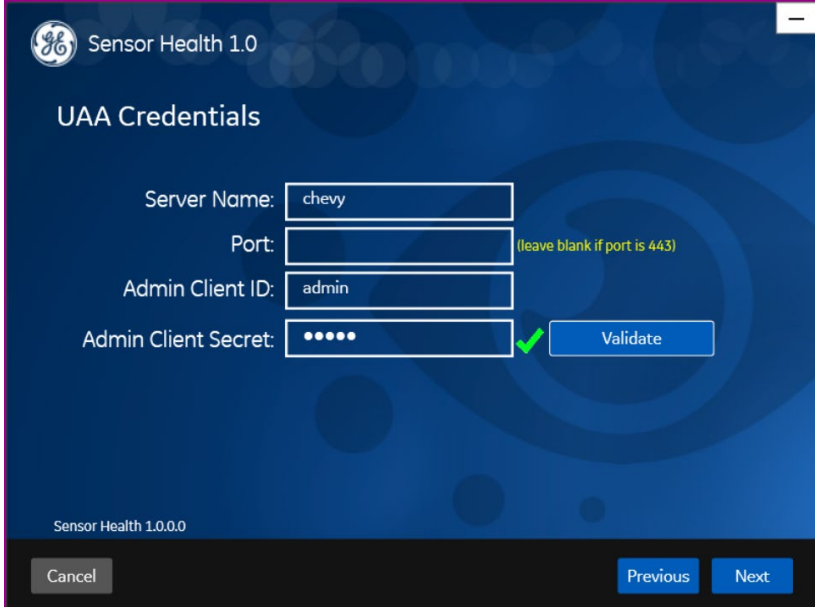 Sensor Health 1.0
UAA Credentials
Server Name: chevy
Port: (leave blank if port is 443)
Admin Client ID: admin
Admin Client Secret: ••••• Validate
Sensor Health 1.0.0.0
Cancel Previous Next